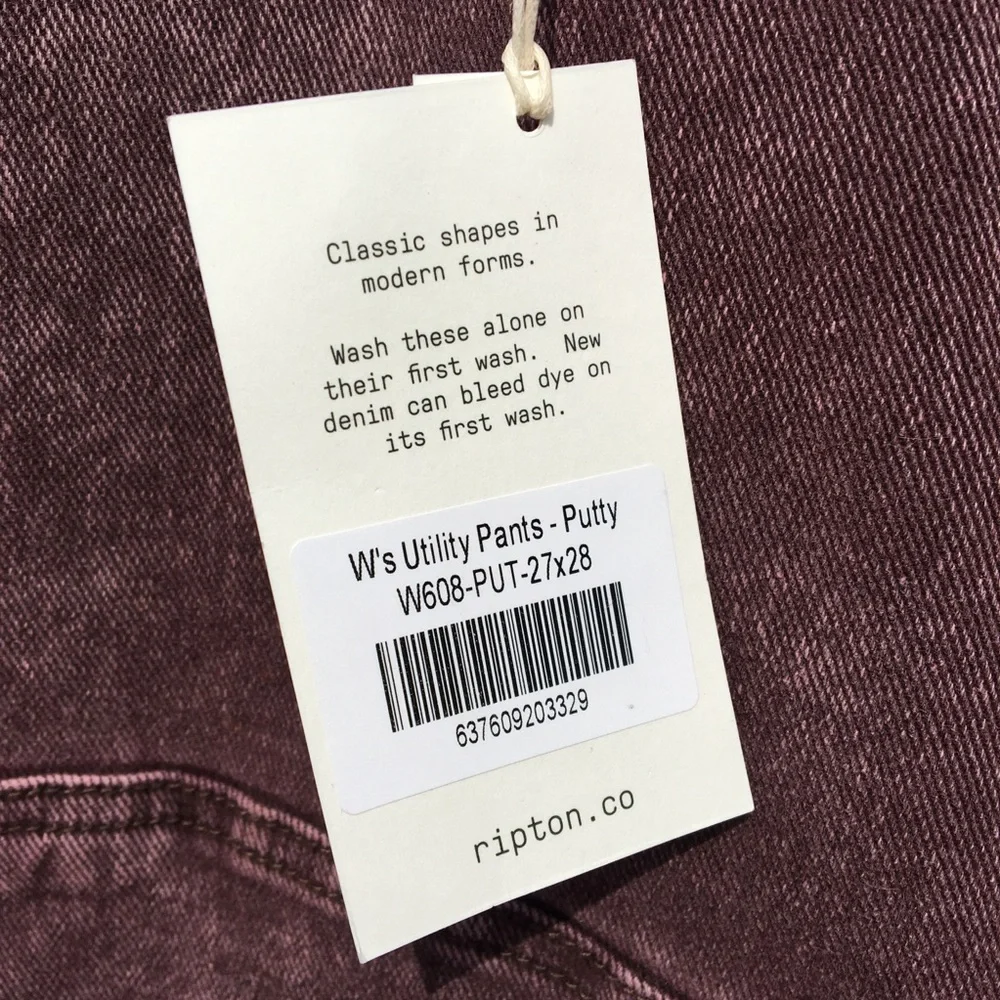 Classic shapes in
modern forms.
Wash these alone on
their first wash. New
denim can bleed dye on
its first wash.
W's Utility Pants - Putty
W608-PUT-27x28
637609203329
ripton.co